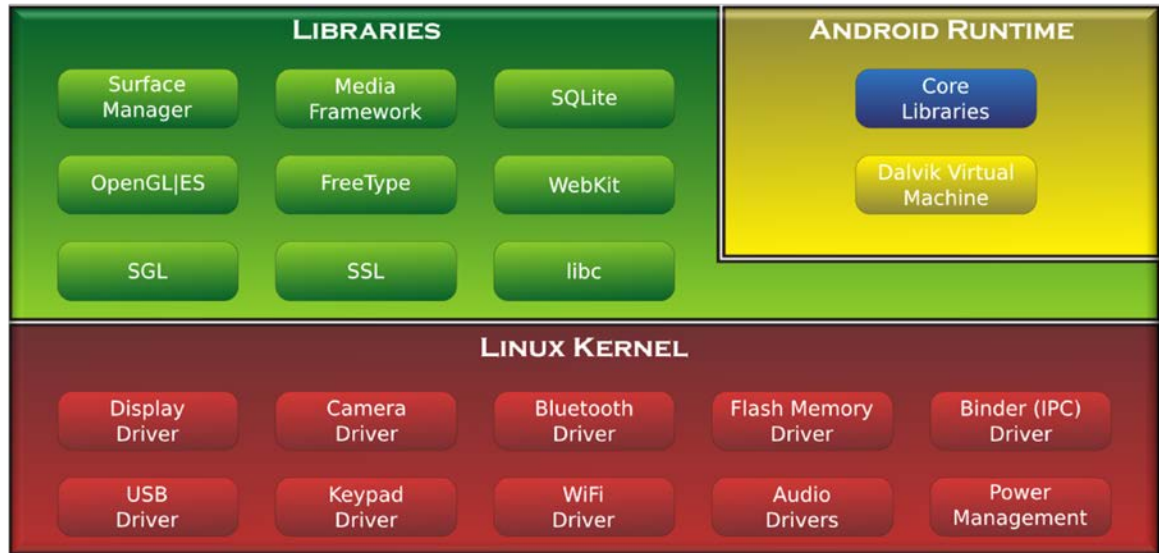 LIBRARIES
Surface
Manager
Media
Framework
SQLite
OpenGL|ES
FreeType
WebKit
SGL
SSL
libc
ANDROID RUNTIME
Core
Libraries
Dalvik Virtual
Machine
LINUX KERNEL
Display
Driver
Camera
Driver
Bluetooth
Driver
Flash Memory
Driver
Binder (IPC)
Driver
USB
Driver
Keypad
Driver
WiFi
Driver
Audio
Drivers
Power
Management